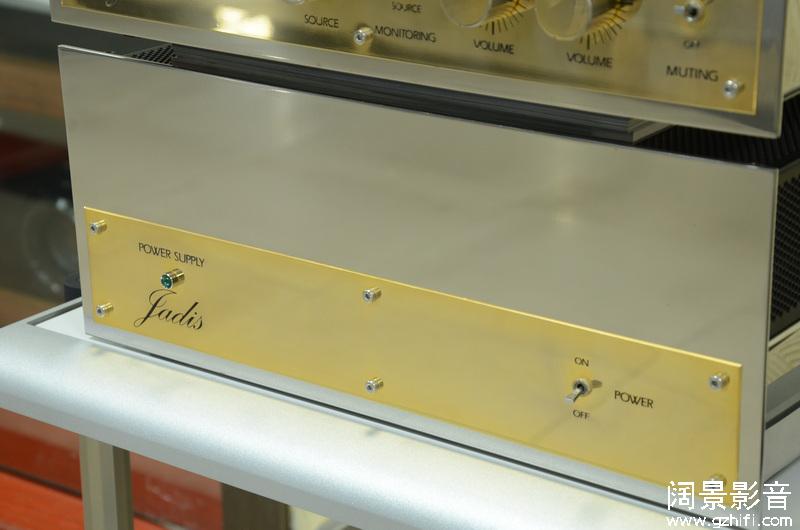 SOURCE
SOURCE
MONITORING
VOLUME
VOLUME
OFF
MUTING
POWER SUPPLY
Jadis
ON
POWER
OFF
阔景影音
www.gzhifi.com